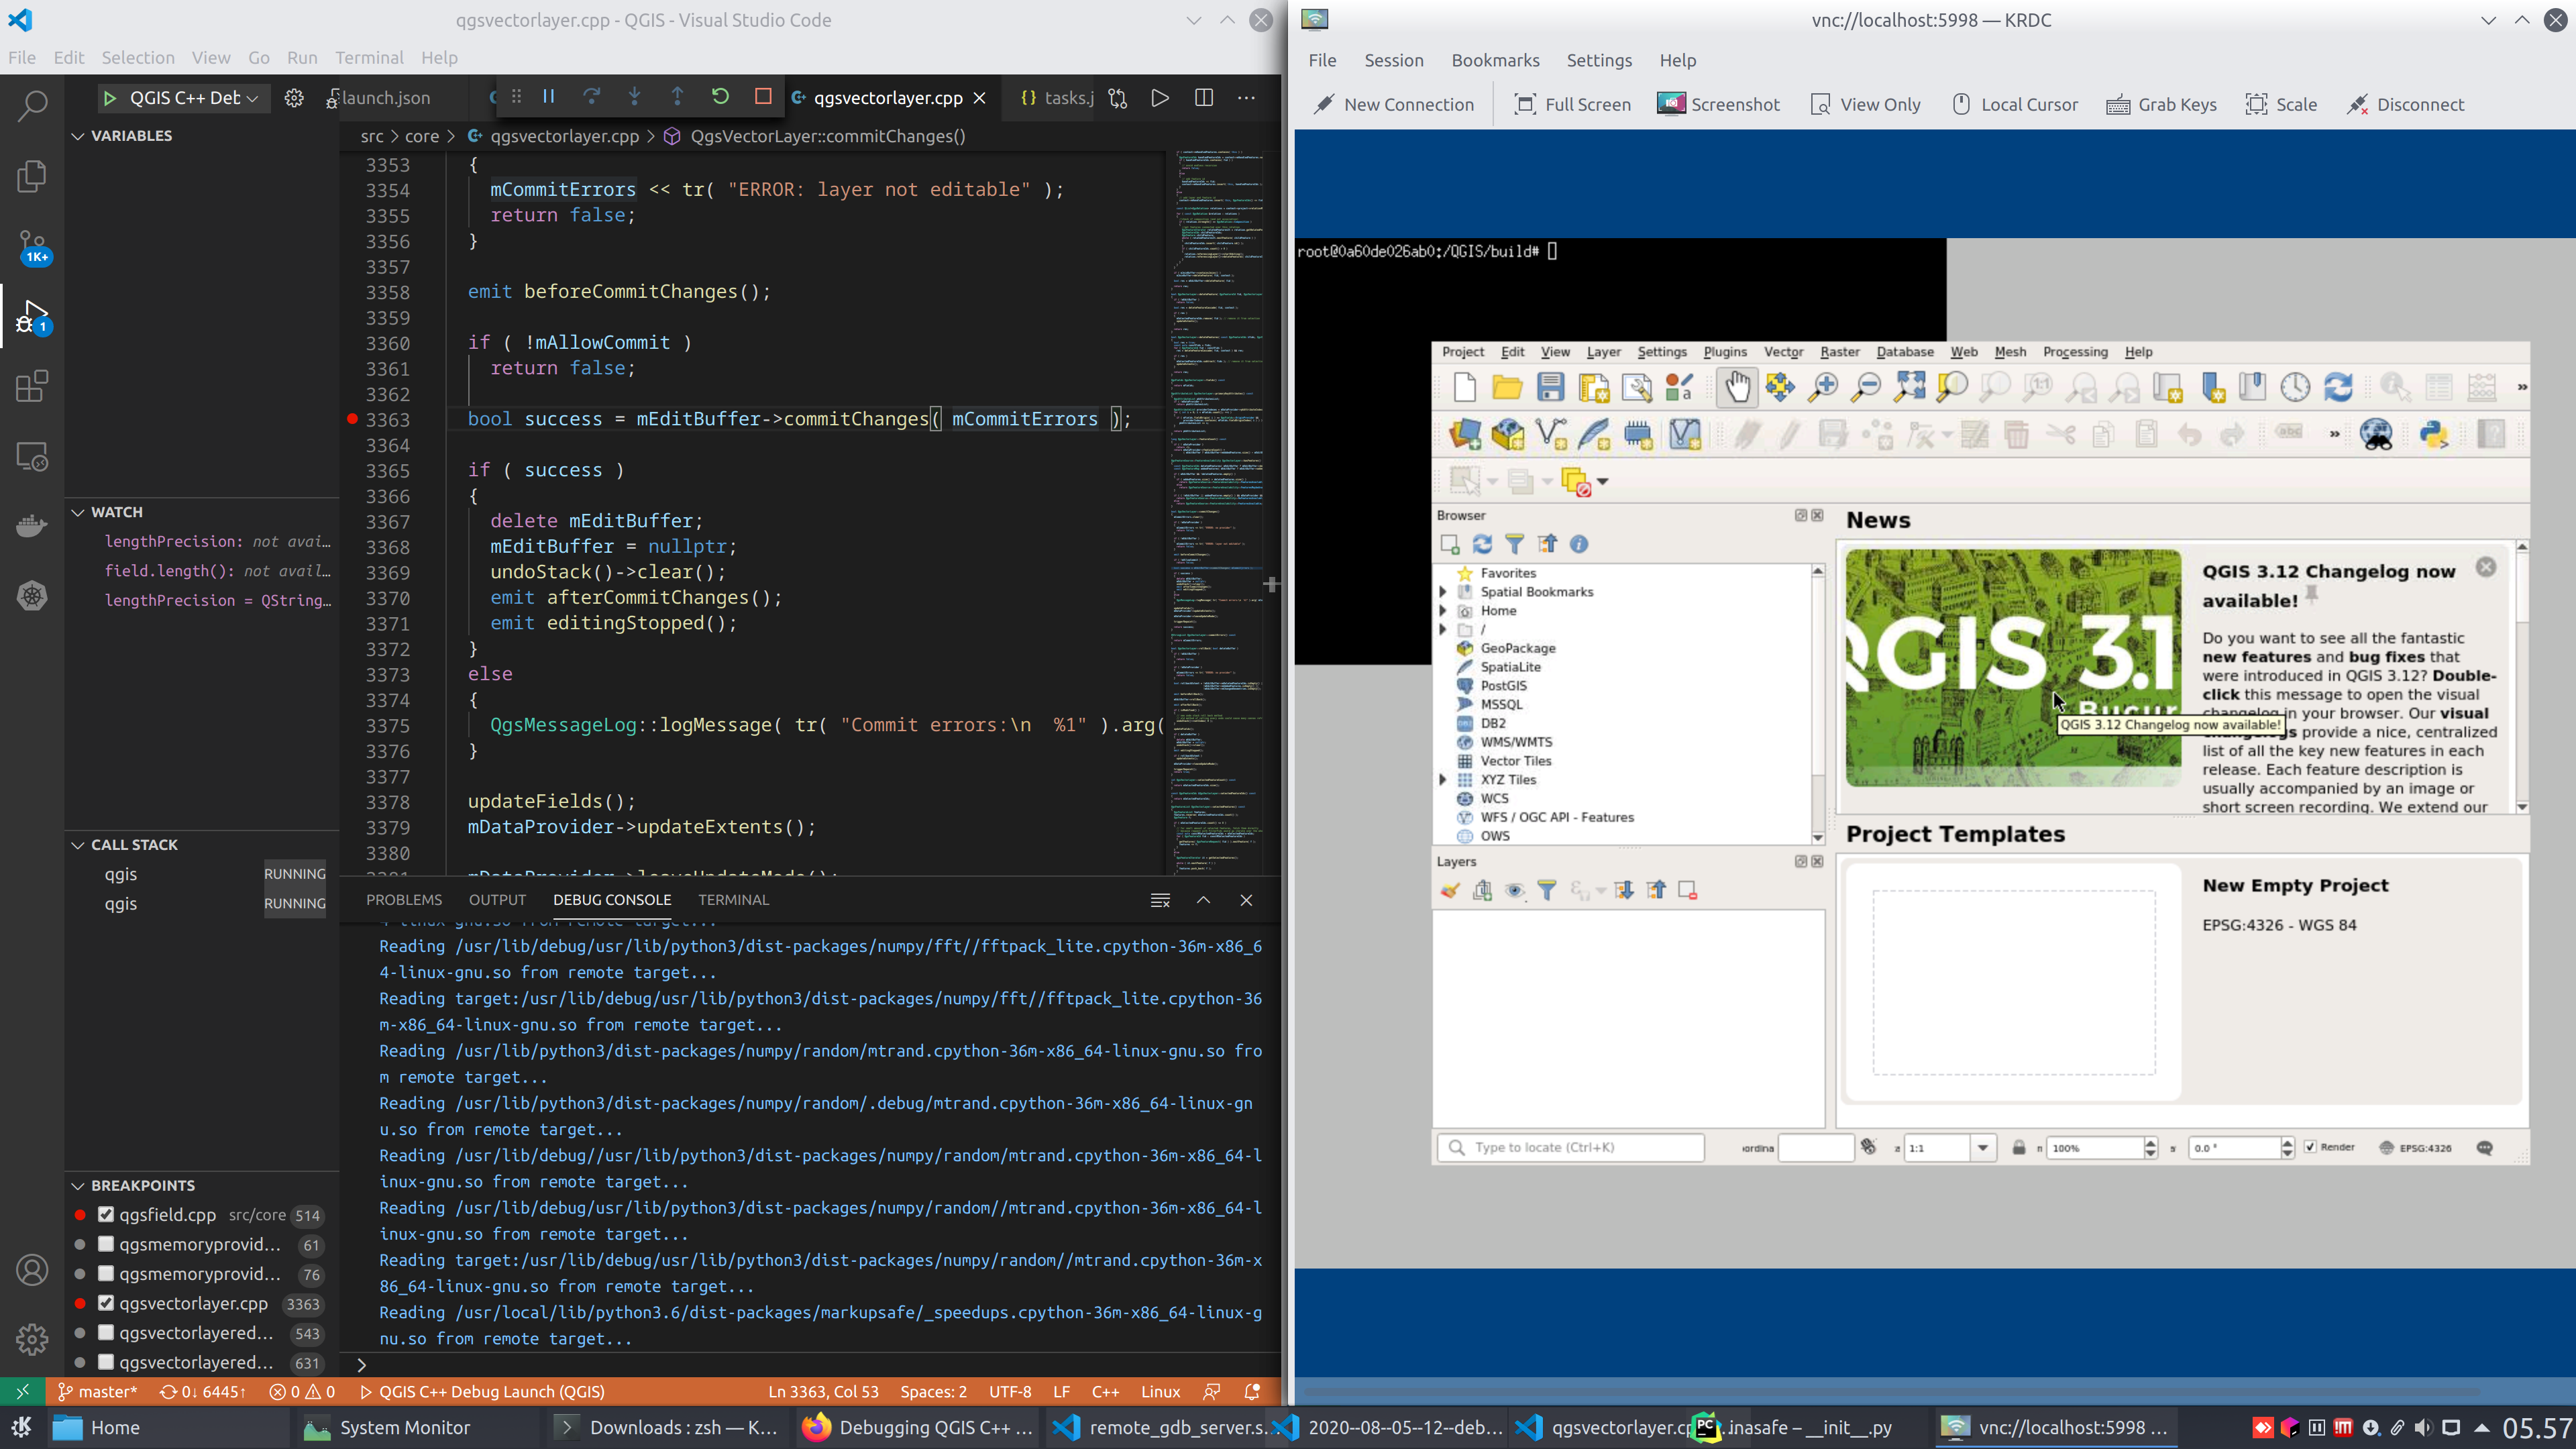 qgsvectorlayer.cpp - QGIS - Visual Studio Code
File Edit Selection View Go Run Terminal Help
QGIS C++ Det
launch.json
qgsvectorlayer.cpp
tasks.j
src > core > qgsvectorlayer.cpp > QgsVectorLayer::commitChanges()
VARIABLES
WATCH
lengthPrecision: not avai…
field.length(): not avail…
lengthPrecision = QString…
CALL STACK
qgis RUNNING
qgis RUNNING
BREAKPOINTS
qgsfield.cpp src/core 514
qgsmemoryprovid… 61
qgsmemoryprovid… 76
qgsvectorlayer.cpp 3363
qgsvectorlayered… 543
qgsvectorlayered… 631
1K+
1
3353 {
3354 mCommitErrors << tr( "ERROR: layer not editable" );
3355 return false;
3356 }
3357
3358 emit beforeCommitChanges();
3359
3360 if ( !mAllowCommit )
3361 return false;
3362
3363 bool success = mEditBuffer->commitChanges( mCommitErrors );
3364
3365 if ( success )
3366 {
3367 delete mEditBuffer;
3368 mEditBuffer = nullptr;
3369 undoStack()->clear();
3370 emit afterCommitChanges();
3371 emit editingStopped();
3372 }
3373 else
3374 {
3375 QgsMessageLog::logMessage( tr( "Commit errors:\n  %1" ).arg(
3376 }
3377
3378 updateFields();
3379 mDataProvider->updateExtents();
3380
PROBLEMS OUTPUT DEBUG CONSOLE TERMINAL
Reading /usr/lib/debug/usr/lib/python3/dist-packages/numpy/fft//fftpack_lite.cpython-36m-x86_6
4-linux-gnu.so from remote target...
Reading target:/usr/lib/debug/usr/lib/python3/dist-packages/numpy/fft//fftpack_lite.cpython-36
m-x86_64-linux-gnu.so from remote target...
Reading /usr/lib/python3/dist-packages/numpy/random/mtrand.cpython-36m-x86_64-linux-gnu.so fro
m remote target...
Reading /usr/lib/python3/dist-packages/numpy/random/.debug/mtrand.cpython-36m-x86_64-linux-gn
u.so from remote target...
Reading /usr/lib/debug//usr/lib/python3/dist-packages/numpy/random/mtrand.cpython-36m-x86_64-l
inux-gnu.so from remote target...
Reading /usr/lib/debug/usr/lib/python3/dist-packages/numpy/random//mtrand.cpython-36m-x86_64-l
inux-gnu.so from remote target...
Reading target:/usr/lib/debug/usr/lib/python3/dist-packages/numpy/random//mtrand.cpython-36m-x
86_64-linux-gnu.so from remote target...
Reading /usr/local/lib/python3.6/dist-packages/markupsafe/_speedups.cpython-36m-x86_64-linux-g
nu.so from remote target...
master* 0↓ 6445↑ 0 0 QGIS C++ Debug Launch (QGIS) Ln 3363, Col 53 Spaces: 2 UTF-8 LF C++ Linux
vnc://localhost:5998 — KRDC
File Session Bookmarks Settings Help
New Connection Full Screen Screenshot View Only Local Cursor Grab Keys Scale Disconnect
root@0a60de026ab0:/QGIS/build#
Project Edit View Layer Settings Plugins Vector Raster Database Web Mesh Processing Help
Browser
Favorites
Spatial Bookmarks
Home
/
GeoPackage
SpatiaLite
PostGIS
MSSQL
DB2
WMS/WMTS
Vector Tiles
XYZ Tiles
WCS
WFS / OGC API - Features
OWS
Layers
News
QGIS 3.1
Bucur
QGIS 3.12 Changelog now available!
QGIS 3.12 Changelog now
available!
Do you want to see all the fantastic
new features and bug fixes that
were introduced in QGIS 3.12? Double-
click this message to open the visual
changelog in your browser. Our visual
changelogs provide a nice, centralized
list of all the key new features in each
release. Each feature description is
usually accompanied by an image or
short screen recording. We extend our
Project Templates
New Empty Project
EPSG:4326 - WGS 84
Type to locate (Ctrl+K) ordina 1:1 100% 0.0 ° Render EPSG:4326
Home System Monitor Downloads : zsh — K… Debugging QGIS C++ … remote_gdb_server.s… 2020--08--05--12--deb… qgsvectorlayer.cp inasafe – __init__.py vnc://localhost:5998 … 05.57